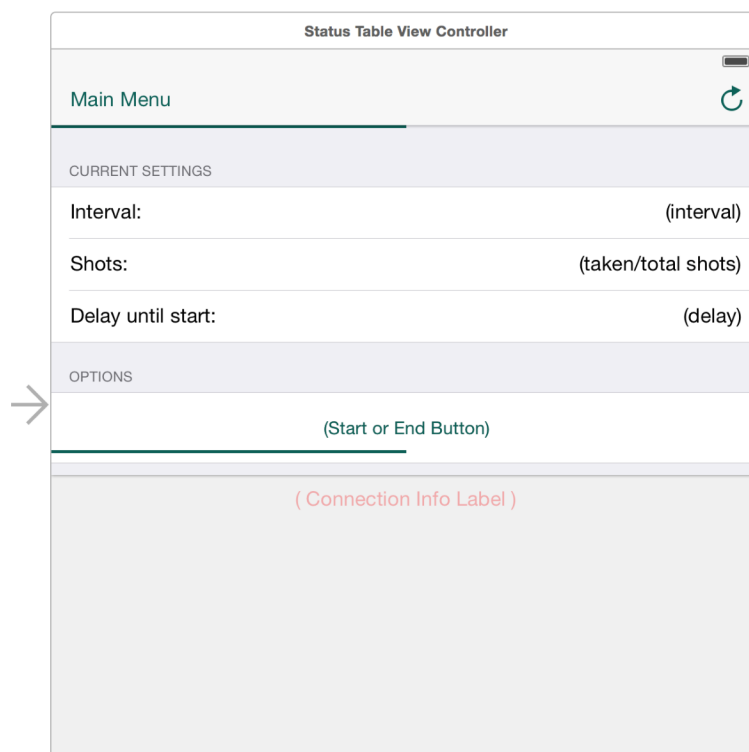 Status Table View Controller
Main Menu
CURRENT SETTINGS
Interval: (interval)
Shots: (taken/total shots)
Delay until start: (delay)
OPTIONS
(Start or End Button)
( Connection Info Label )